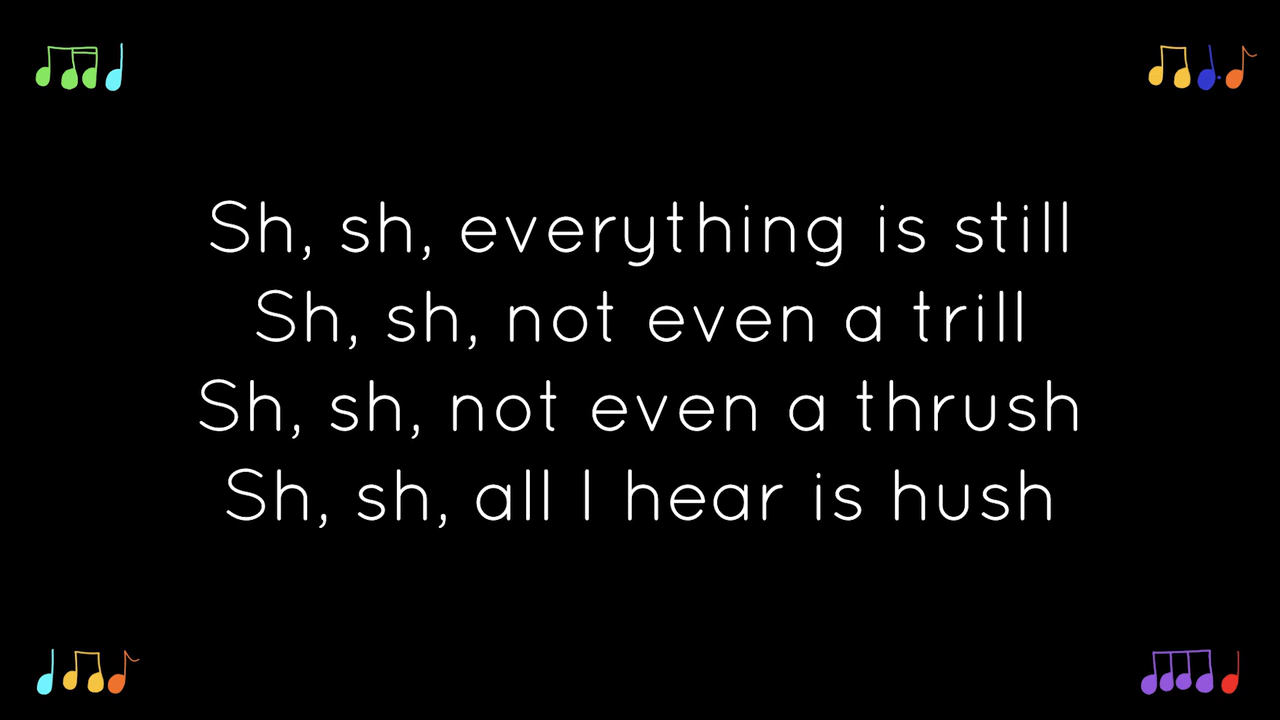 Sh, sh, everything is still
Sh, sh, not even a trill
Sh, sh, not even a thrush
Sh, sh, all I hear is hush